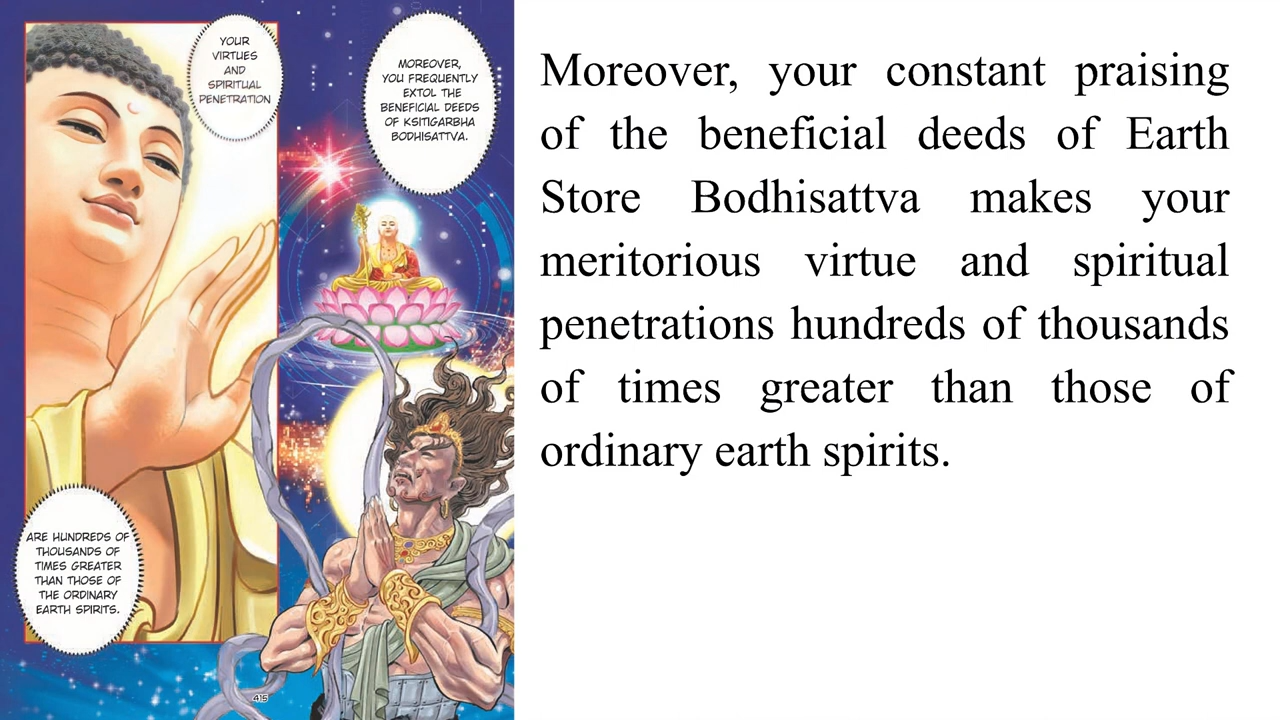 MOREOVER,
YOU FREQUENTLY
EXTOL THE
BENEFICIAL DEEDS
OF KSITIGARBHA
BODHISATTVA.
YOUR
VIRTUES
AND
SPIRITUAL
PENETRATION
ARE HUNDREDS OF
THOUSANDS OF
TIMES GREATER
THAN THOSE OF
THE ORDINARY
EARTH SPIRITS.
415
Moreover, your constant praising
of the beneficial deeds of Earth
Store Bodhisattva makes your
meritorious virtue and spiritual
penetrations hundreds of thousands
of times greater than those of
ordinary earth spirits.